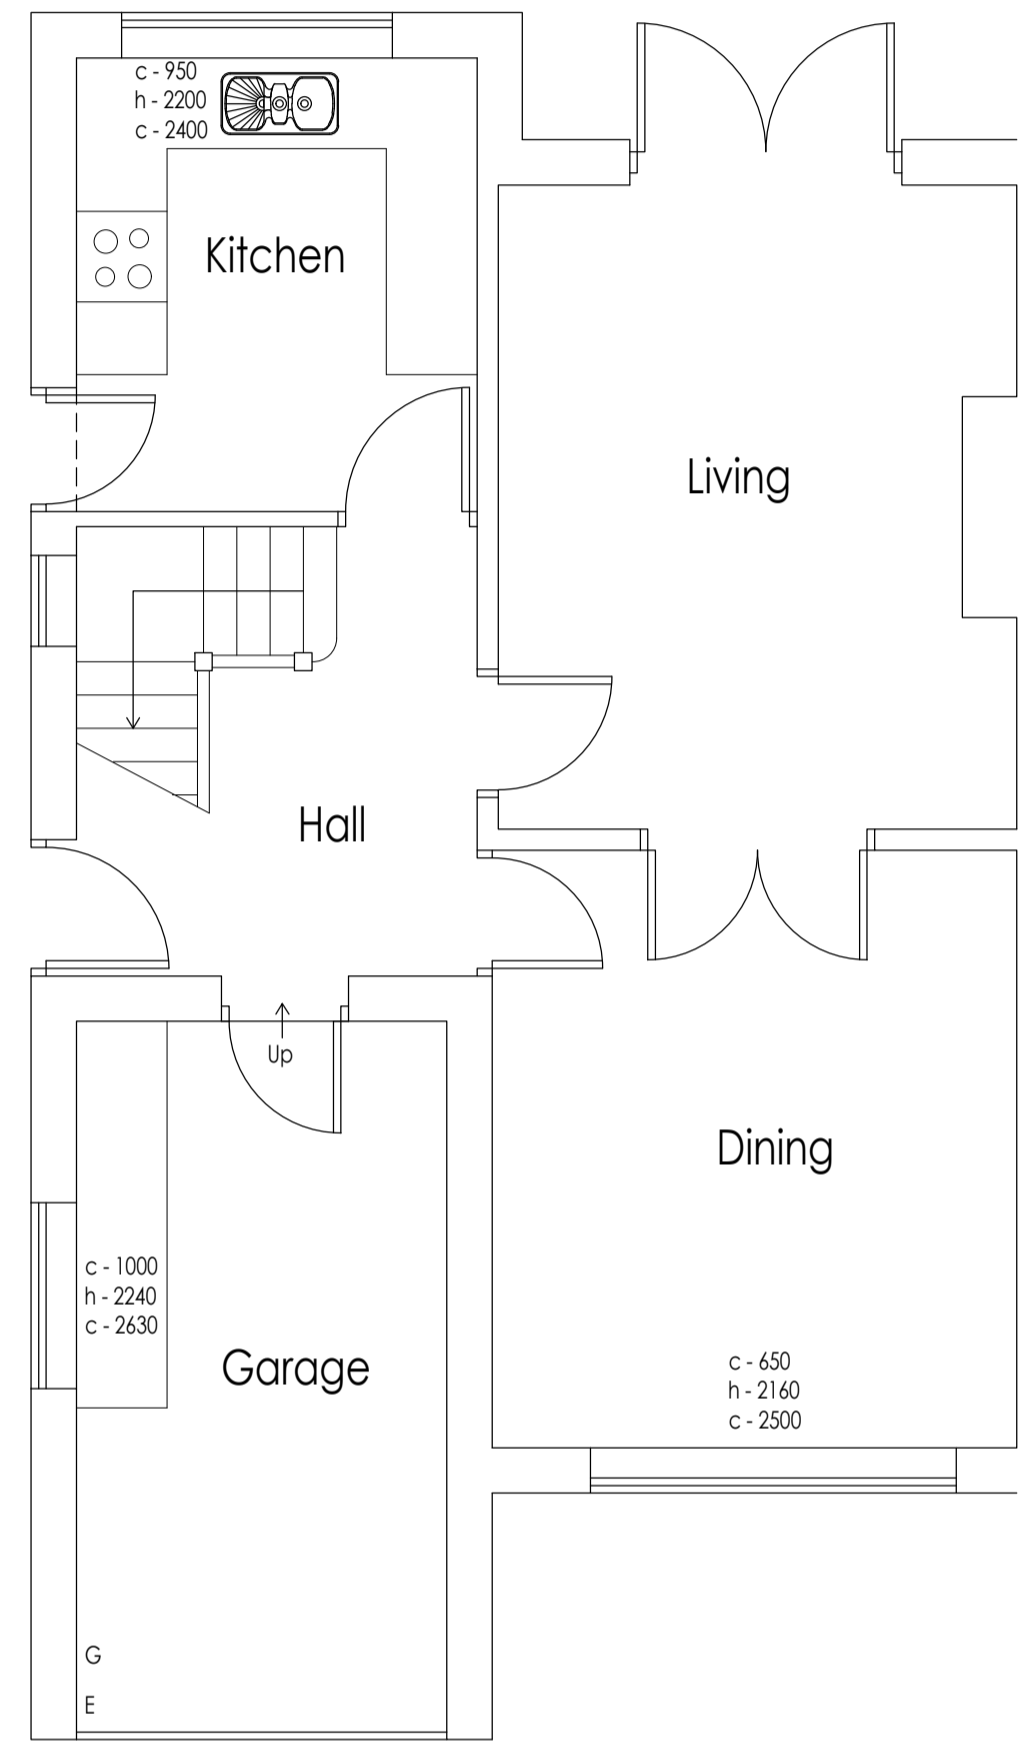 c - 950
h - 2200
c - 2400
Kitchen
Living
Hall
Up
Dining
c - 1000
h - 2240
c - 2630
Garage
c - 650
h - 2160
c - 2500
G
E